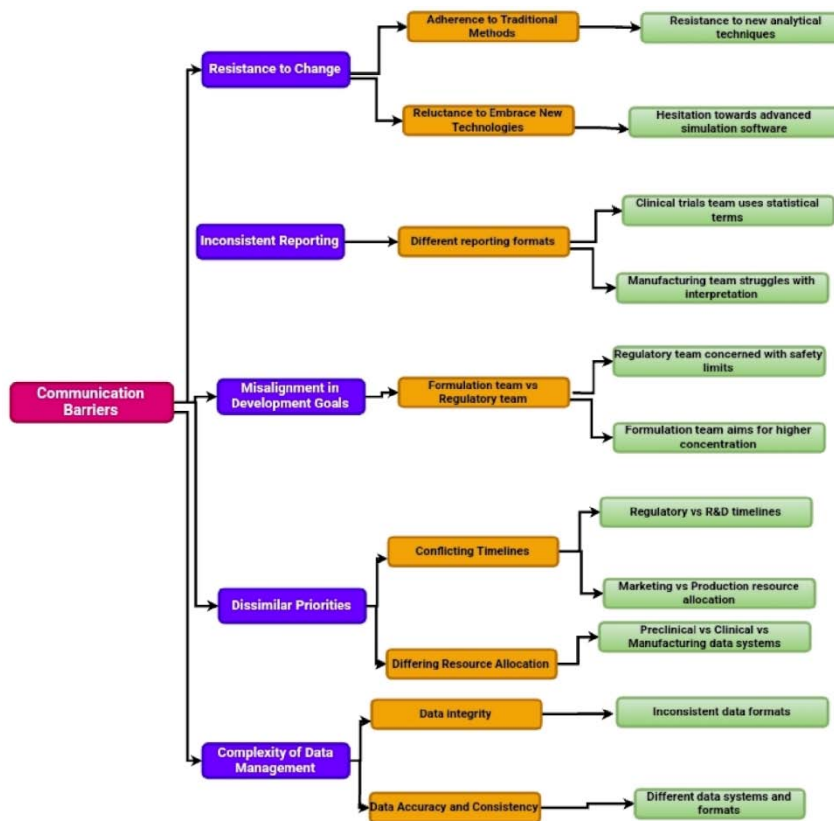 Communication
Barriers
Resistance to Change
Adherence to Traditional
Methods
Resistance to new analytical
techniques
Reluctance to Embrace New
Technologies
Hesitation towards advanced
simulation software
Inconsistent Reporting
Different reporting formats
Clinical trials team uses statistical
terms
Manufacturing team struggles with
interpretation
Misalignment in
Development Goals
Formulation team vs
Regulatory team
Regulatory team concerned with safety
limits
Formulation team aims for higher
concentration
Dissimilar Priorities
Conflicting Timelines
Regulatory vs R&D timelines
Marketing vs Production resource
allocation
Differing Resource Allocation
Preclinical vs Clinical vs
Manufacturing data systems
Complexity of Data
Management
Data integrity
Inconsistent data formats
Data Accuracy and Consistency
Different data systems and
formats